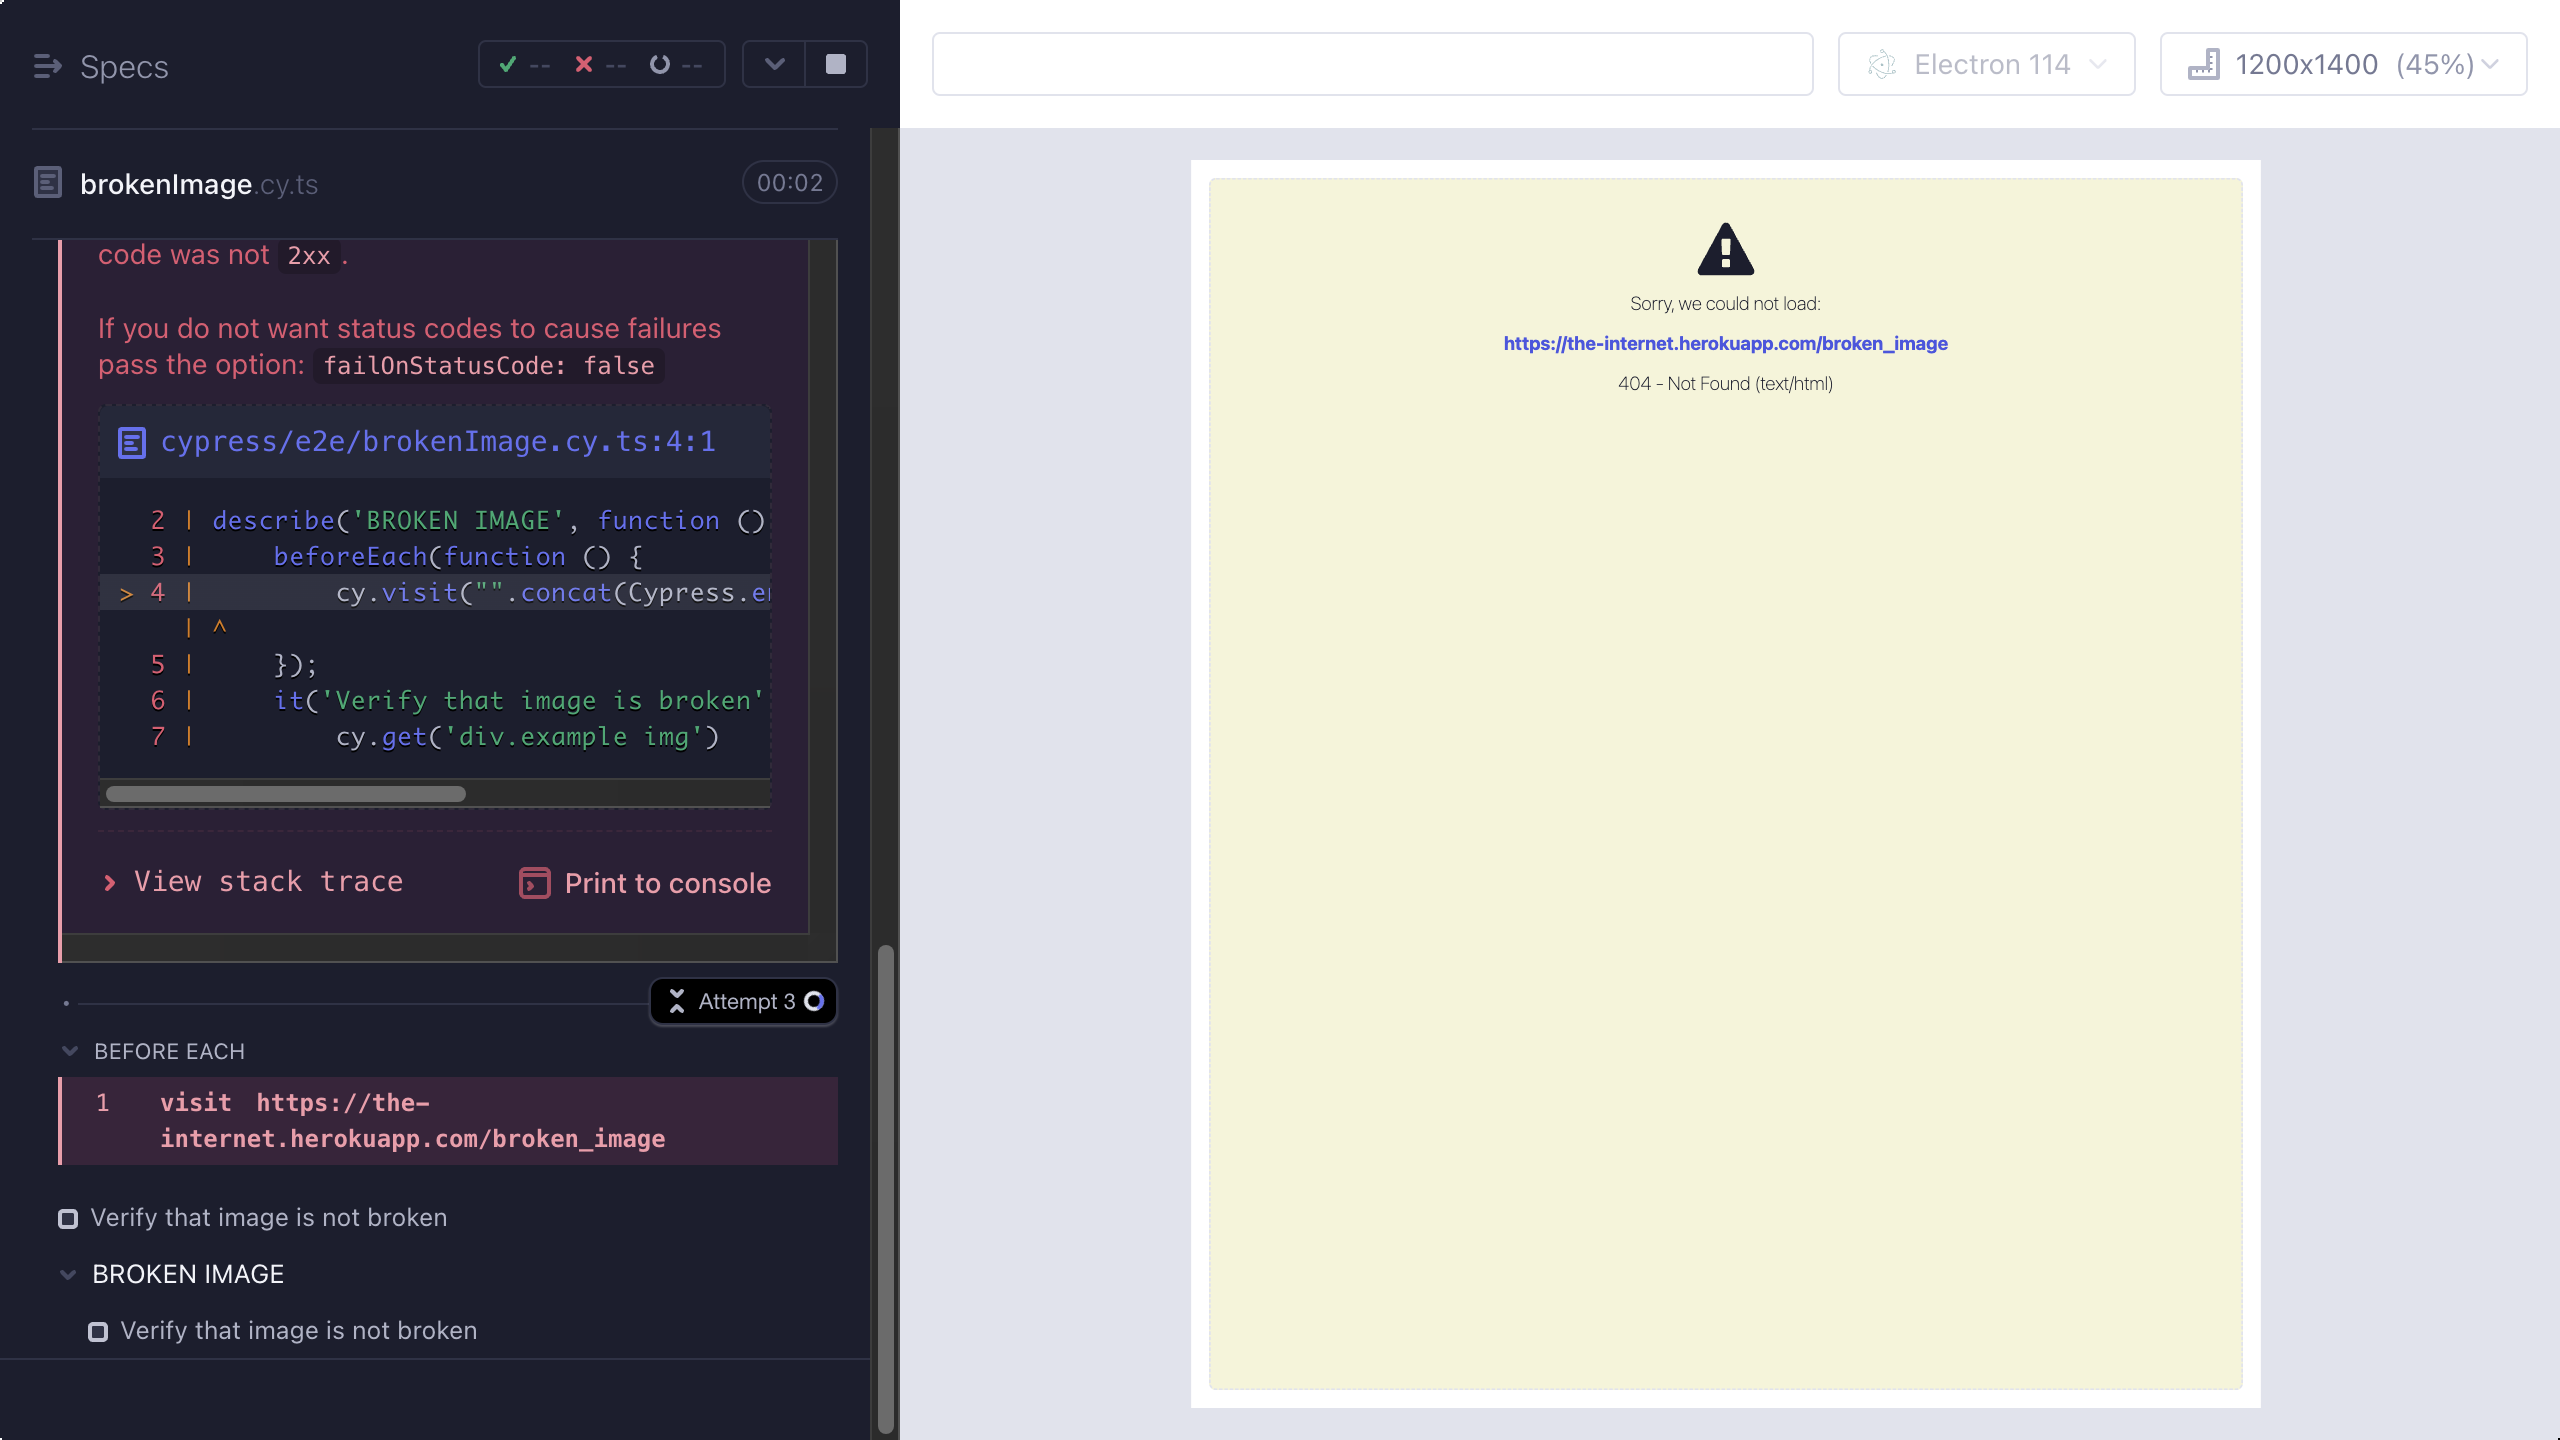 Specs
-- -- --
Electron 114
1200x1400 (45%)
brokenImage.cy.ts
00:02
code was not 2xx.
If you do not want status codes to cause failures
pass the option: failOnStatusCode: false
cypress/e2e/brokenImage.cy.ts:4:1
2 | describe('BROKEN IMAGE', function ()
3 |     beforeEach(function () {
> 4 |         cy.visit("".concat(Cypress.en
| ^
5 |     });
6 |     it('Verify that image is broken'
7 |         cy.get('div.example img')
View stack trace
Print to console
Attempt 3
BEFORE EACH
1 visit https://the-
internet.herokuapp.com/broken_image
Verify that image is not broken
BROKEN IMAGE
Verify that image is not broken
Sorry, we could not load:
https://the-internet.herokuapp.com/broken_image
404 - Not Found (text/html)